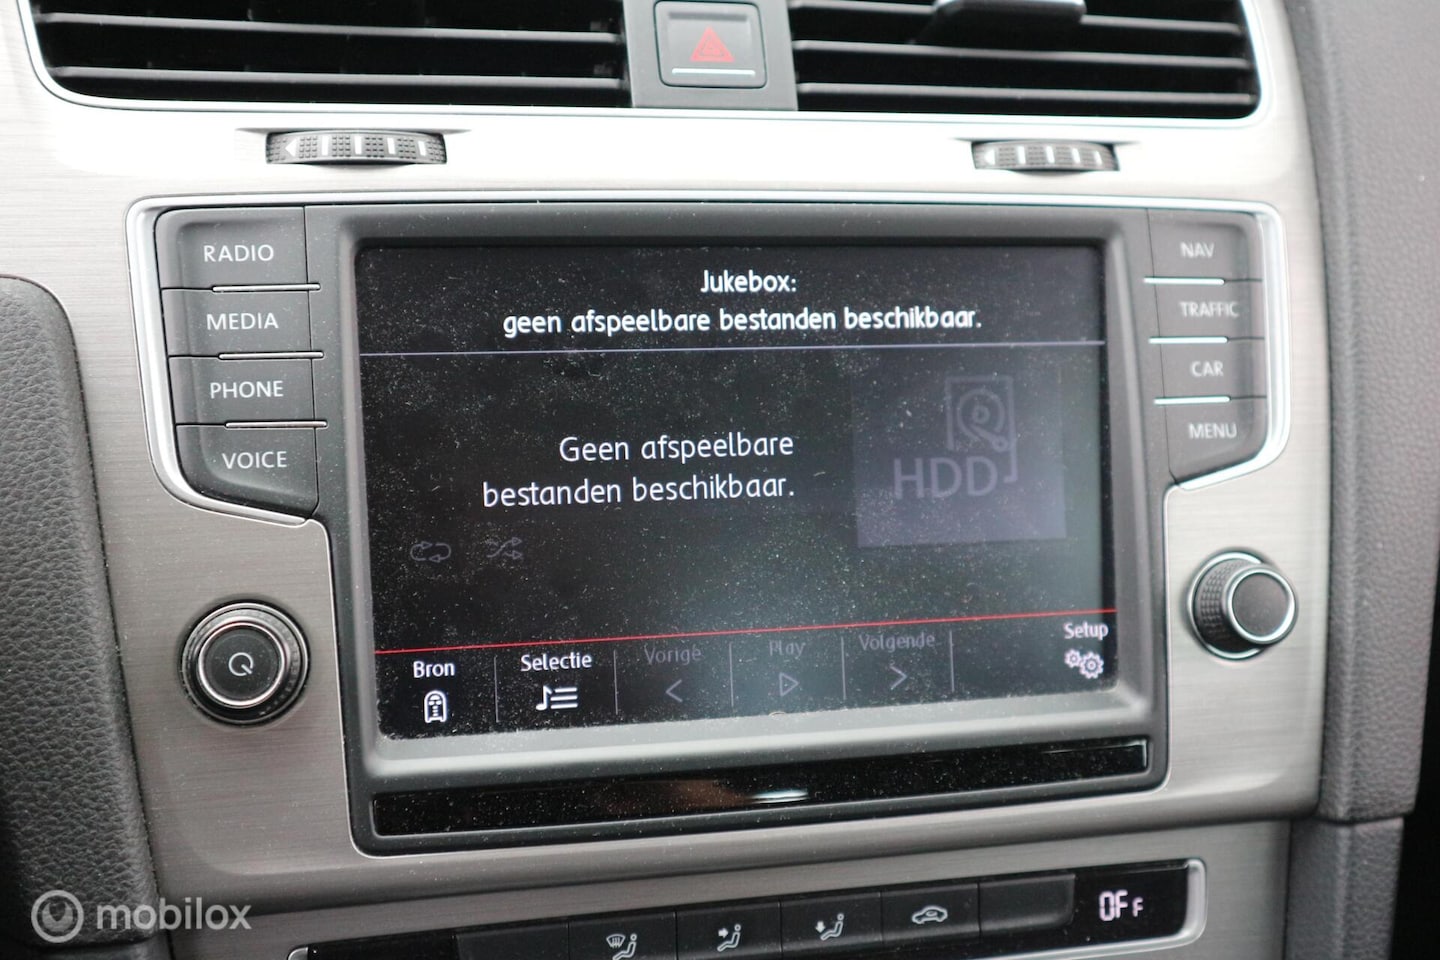 RADIO
MEDIA
PHONE
VOICE
Jukebox:
geen afspeelbare bestanden beschikbaar.
Geen afspeelbare
bestanden beschikbaar.
HDD
Bron
Selectie
Vorige
Play
Volgende
Setup
NAV
TRAFFIC
CAR
MENU
OFF
mobilox